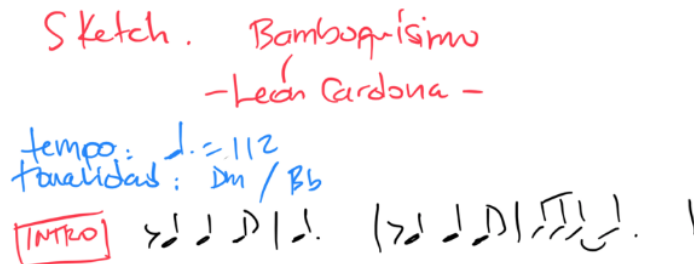 Sketch. Bambuquísimo
-León Cardona-
tempo: ♩. = 112
tonalidad: Dm / Bb
INTRO